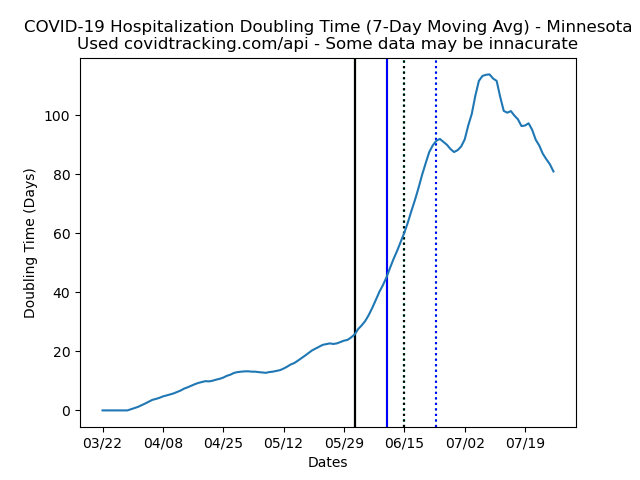 COVID-19 Hospitalization Doubling Time (7-Day Moving Avg) - Minnesota
Used covidtracking.com/api - Some data may be innacurate
Doubling Time (Days)
100
80
60
40
20
0
03/22 04/08 04/25 05/12 05/29 06/15 07/02 07/19
Dates